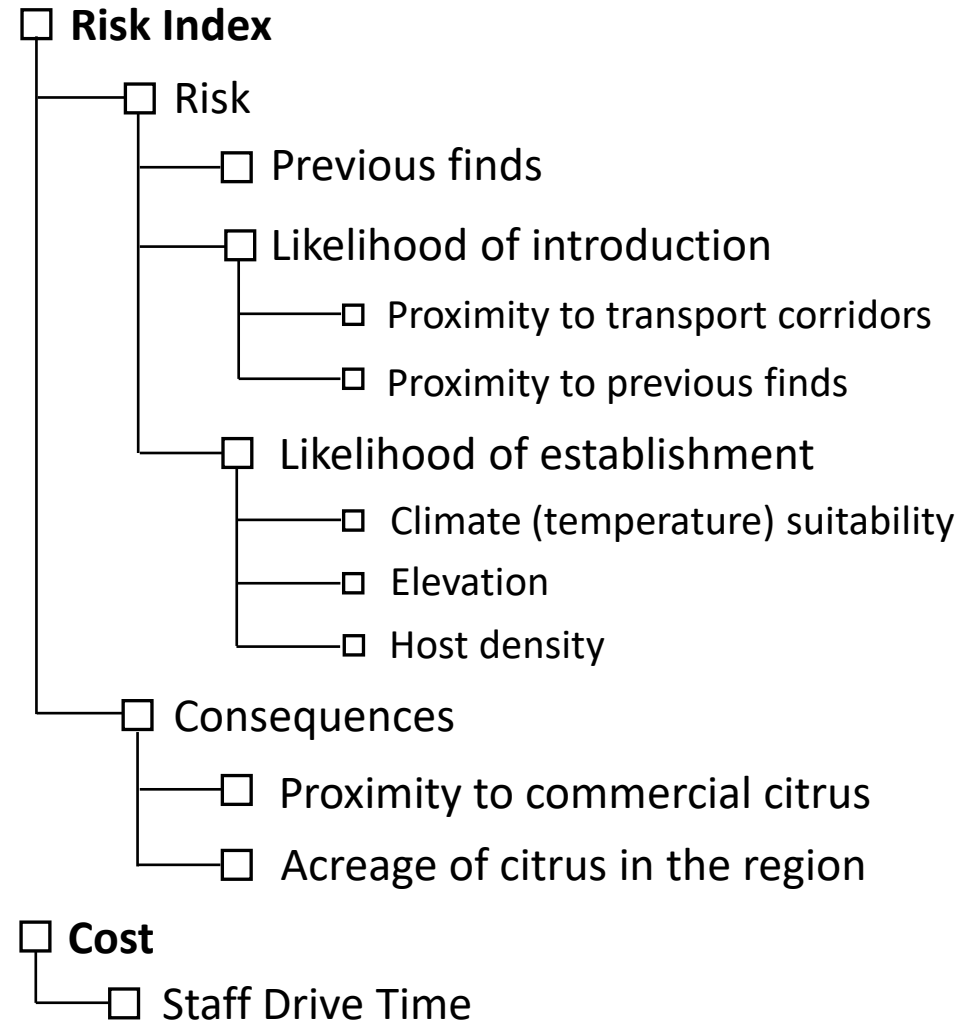 Risk Index
Risk
Previous finds
Likelihood of introduction
Proximity to transport corridors
Proximity to previous finds
Likelihood of establishment
Climate (temperature) suitability
Elevation
Host density
Consequences
Proximity to commercial citrus
Acreage of citrus in the region
Cost
Staff Drive Time